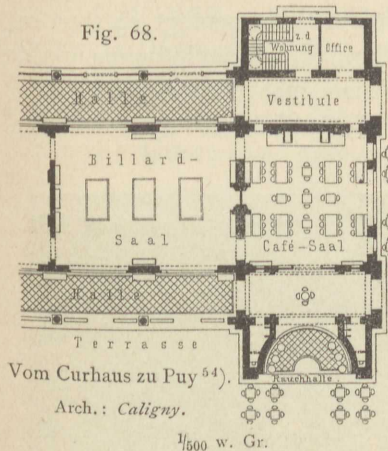 Fig. 68.
z. d.
Wohnung
Office
Halle
Vestibule
Billard-
Saal
Café-Saal
Halle
Terrasse
Rauchhalle.
Vom Curhaus zu Puy 54).
Arch.: Caligny.
1/500 w. Gr.